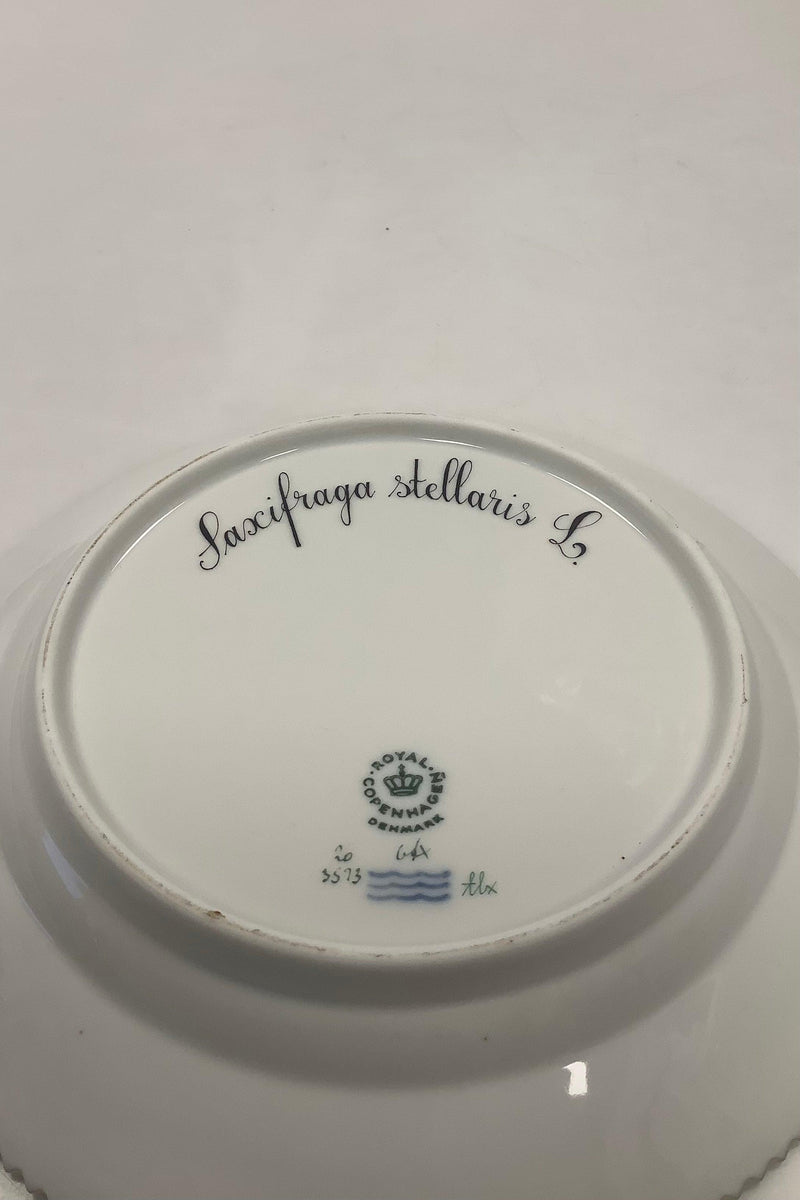 Saxifraga stellaris L.
ROYAL
COPENHAGEN
DENMARK
20
3573